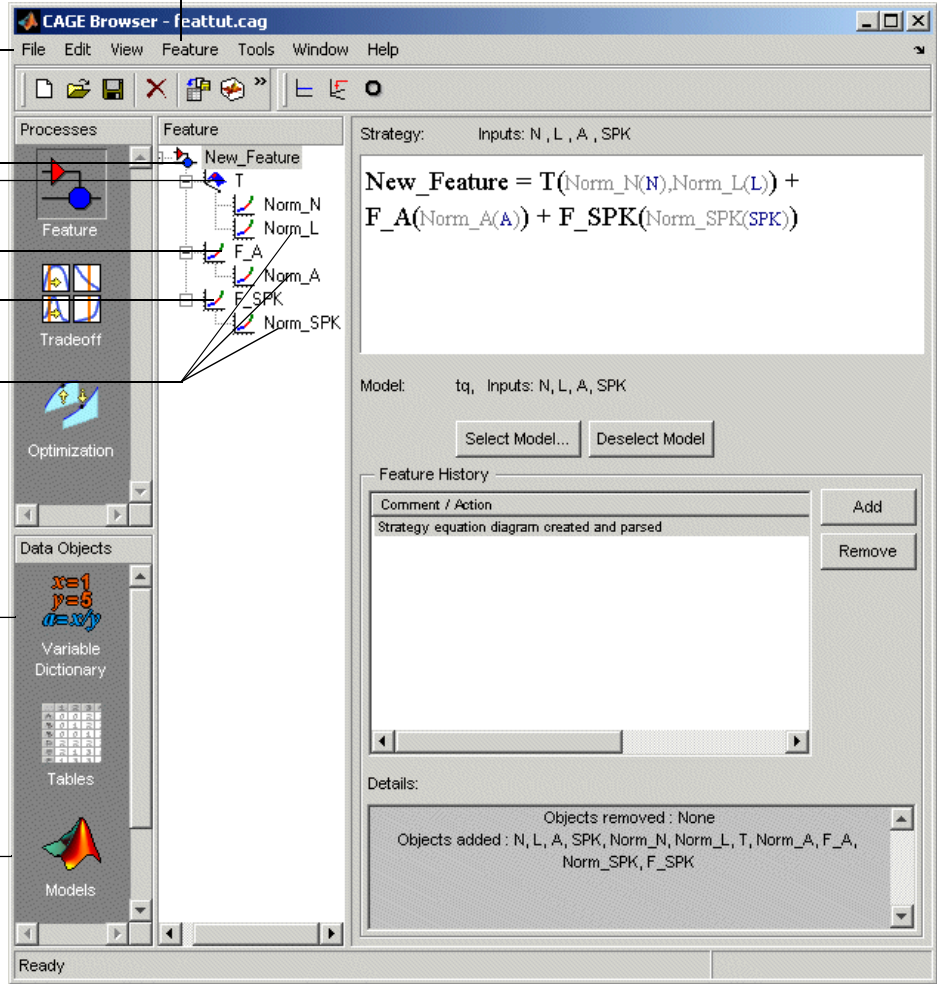 CAGE Browser - feattut.cag
File Edit View Feature Tools Window Help
Processes
Feature
Tradeoff
Optimization
Feature
New_Feature
T
Norm_N
Norm_L
F_A
Norm_A
F_SPK
Norm_SPK
Strategy: Inputs: N , L , A , SPK
New_Feature = T(Norm_N(N),Norm_L(L)) +
F_A(Norm_A(A)) + F_SPK(Norm_SPK(SPK))
Model: tq, Inputs: N, L, A, SPK
Select Model... Deselect Model
Feature History
Comment / Action
Strategy equation diagram created and parsed
Add
Remove
Data Objects
x=1
y=5
a=x/y
Variable
Dictionary
Tables
Models
Details:
Objects removed : None
Objects added : N, L, A, SPK, Norm_N, Norm_L, T, Norm_A, F_A,
Norm_SPK, F_SPK
Ready